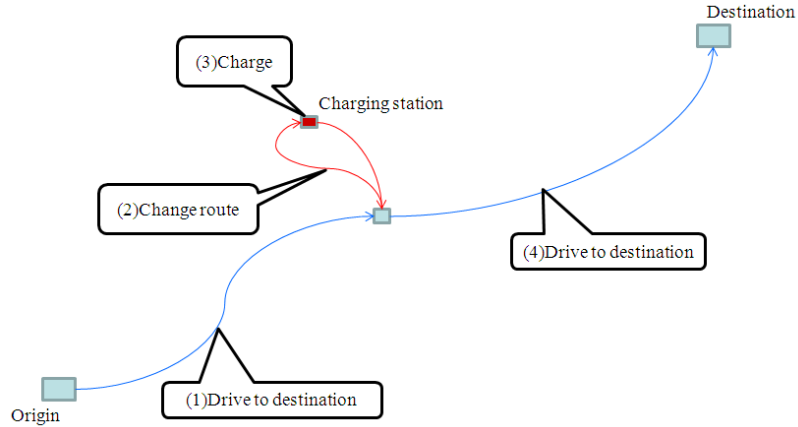 Destination
(3)Charge
Charging station
(2)Change route
(4)Drive to destination
(1)Drive to destination
Origin